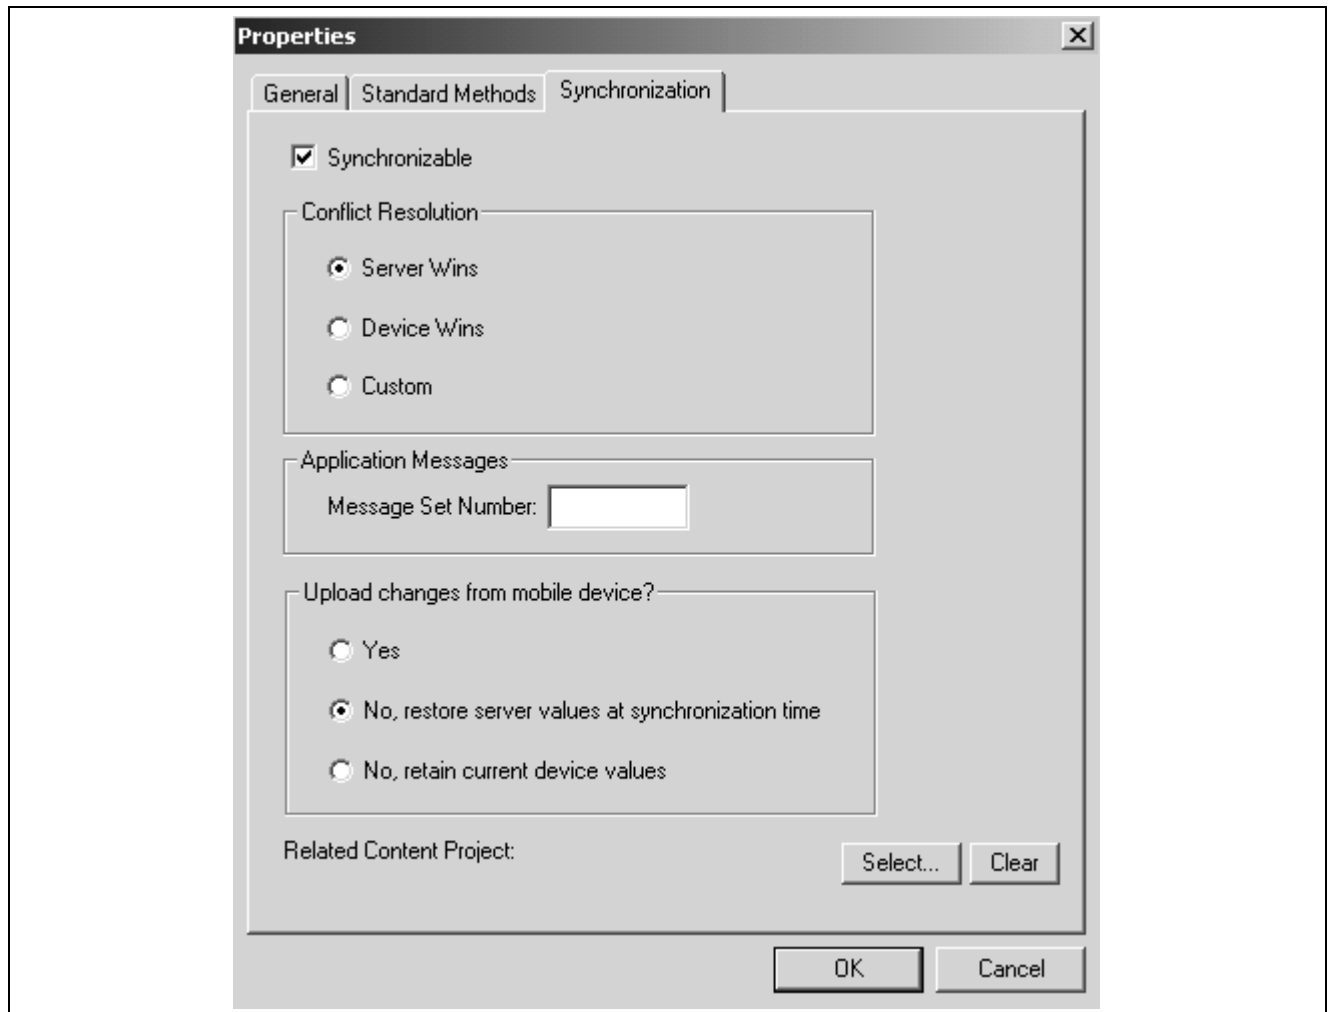 Properties
General
Standard Methods
Synchronization
Synchronizable
Conflict Resolution
Server Wins
Device Wins
Custom
Application Messages
Message Set Number:
Upload changes from mobile device?
Yes
No, restore server values at synchronization time
No, retain current device values
Related Content Project:
Select...
Clear
OK
Cancel